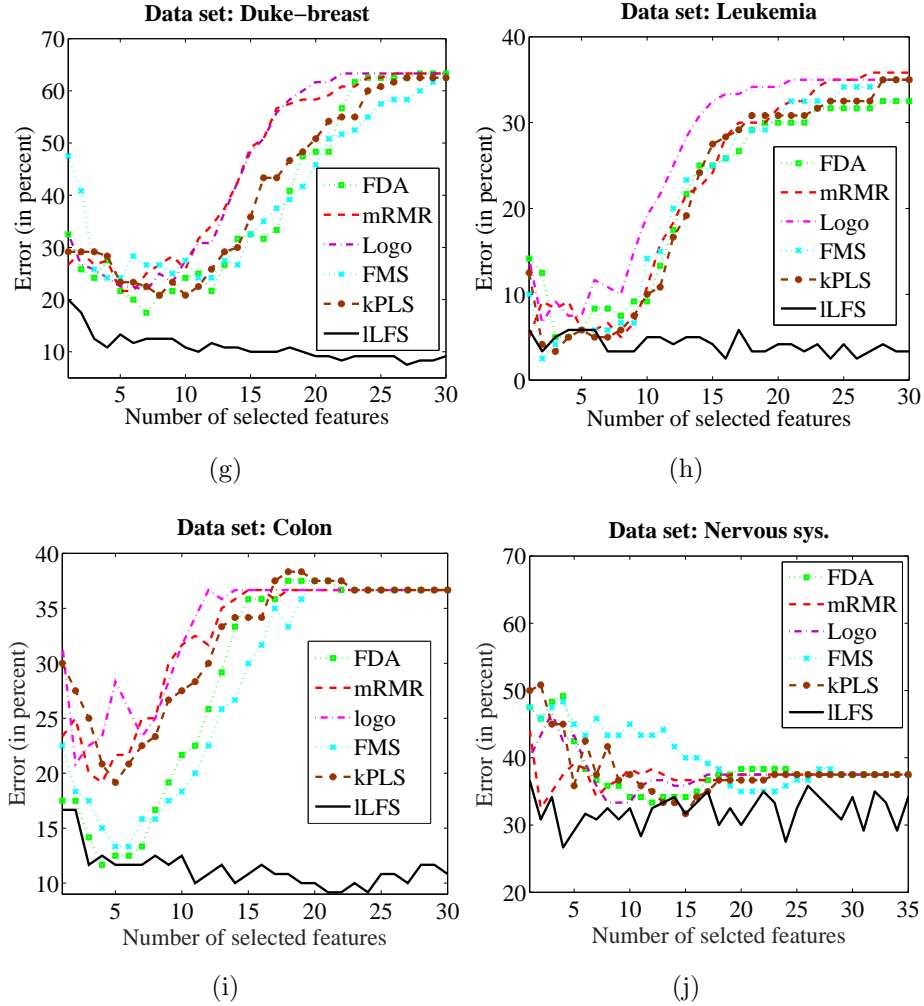 Data set: Duke-breast
70
60
50
40
30
20
10
Error (in percent)
FDA
mRMR
Logo
FMS
kPLS
lLFS
5 10 15 20 25 30
Number of selected features
(g)
Data set: Leukemia
40
30
20
10
0
Error (in percent)
FDA
mRMR
Logo
FMS
kPLS
lLFS
5 10 15 20 25 30
Number of selected features
(h)
Data set: Colon
40
35
30
25
20
15
10
Error (in percent)
FDA
mRMR
logo
FMS
kPLS
lLFS
5 10 15 20 25 30
Number of selected features
(i)
Data set: Nervous sys.
70
60
50
40
30
20
Error (in percent)
FDA
mRMR
Logo
FMS
kPLS
lLFS
5 10 15 20 25 30 35
Number of selcted features
(j)